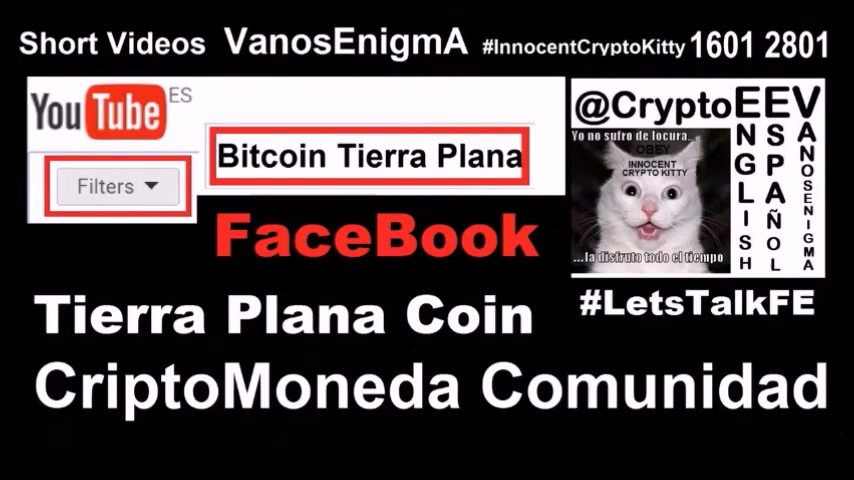 Short Videos VanosEnigmA #InnocentCryptoKitty 1601 2801
YouTube ES
Bitcoin Tierra Plana
Filters
@CryptoEEV
ENGLISH
ESPAÑOL
VANOSENIGMA
Yo no sufro de locura...
OBEY
INNOCENT
CRYPTO KITTY
...la disfruto todo el tiempo
FaceBook
#LetsTalkFE
Tierra Plana Coin
CriptoMoneda Comunidad